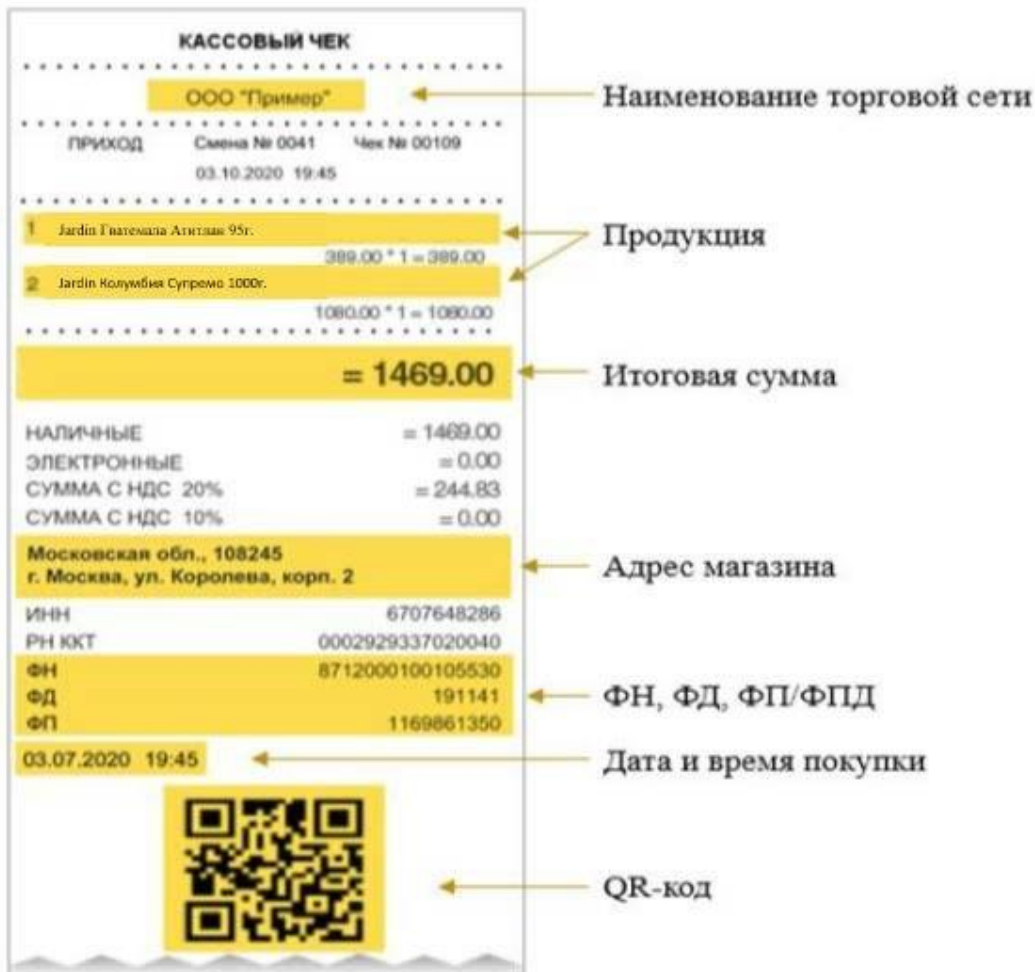 КАССОВЫЙ ЧЕК
ООО "Пример"
Наименование торговой сети
ПРИХОД Смена № 0041 Чек № 00109
03.10.2020 19:45
1 Jardin Гватемала Атитлан 95г.
389.00 * 1 = 389.00
Продукция
2 Jardin Колумбия Супремо 1000г.
1080.00 * 1 = 1080.00
= 1469.00
Итоговая сумма
НАЛИЧНЫЕ = 1469.00
ЭЛЕКТРОННЫЕ = 0.00
СУММА С НДС 20% = 244.83
СУММА С НДС 10% = 0.00
Московская обл., 108245
г. Москва, ул. Королева, корп. 2
Адрес магазина
ИНН 6707648286
РН ККТ 0002929337020040
ФН 8712000100105530
ФД 191141
ФП 1169861350
ФН, ФД, ФП/ФПД
03.07.2020 19:45
Дата и время покупки
QR-код